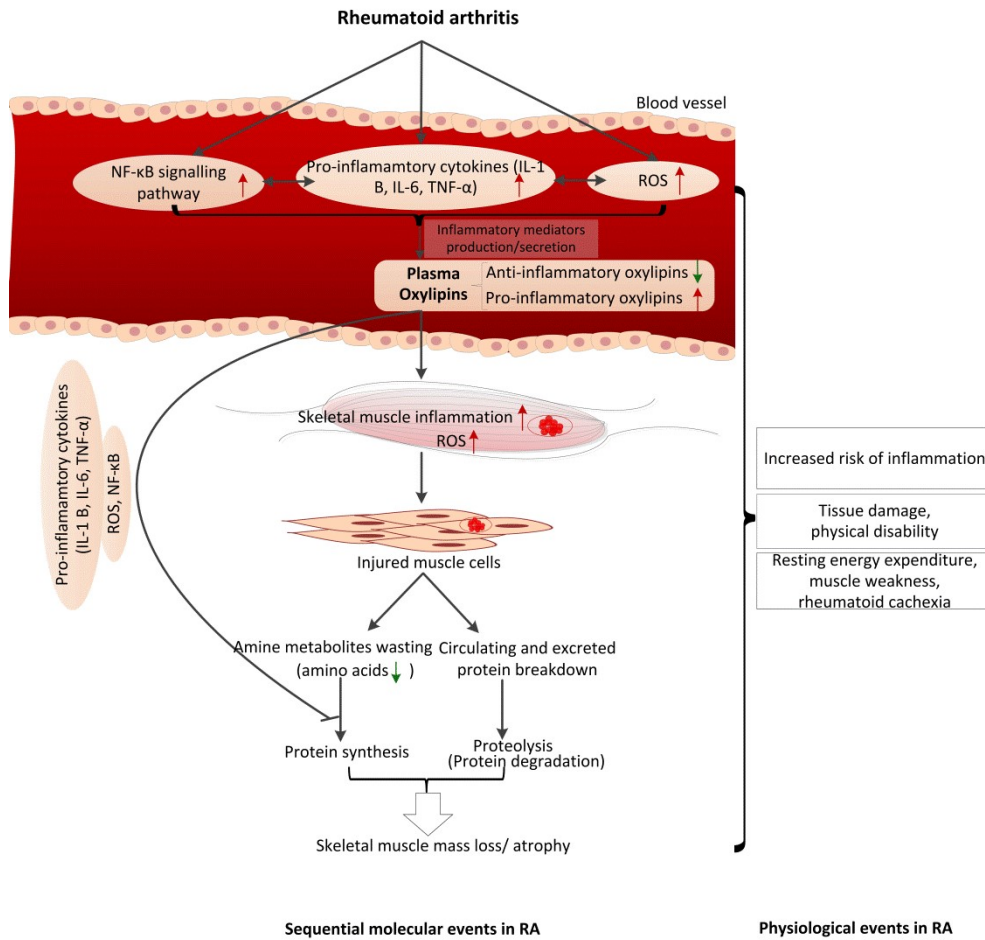 Rheumatoid arthritis
Blood vessel
NF-κB signalling
pathway
Pro-inflamamtory cytokines (IL-1
B, IL-6, TNF-α)
ROS
Inflammatory mediators
production/secretion
Plasma
Oxylipins
Anti-inflammatory oxylipins
Pro-inflammatory oxylipins
Pro-inflamamtory cytokines
(IL-1 B, IL-6, TNF-α)
ROS, NF-κB
Skeletal muscle inflammation
ROS
Injured muscle cells
Amine metabolites wasting
(amino acids )
Circulating and excreted
protein breakdown
Protein synthesis
Proteolysis
(Protein degradation)
Skeletal muscle mass loss/ atrophy
Increased risk of inflammation
Tissue damage,
physical disability
Resting energy expenditure,
muscle weakness,
rheumatoid cachexia
Sequential molecular events in RA
Physiological events in RA